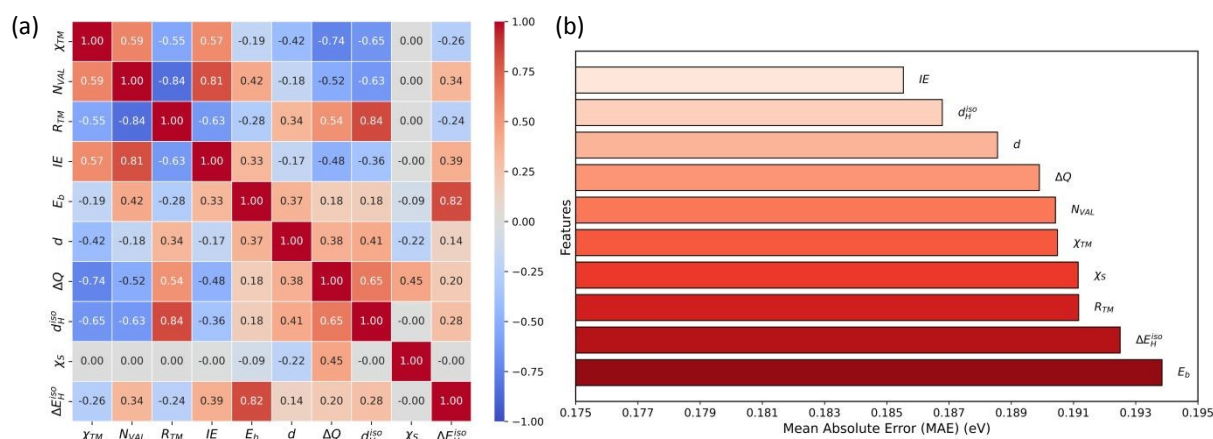 (a)
χTM 1.00 0.59 -0.55 0.57 -0.19 -0.42 -0.74 -0.65 0.00 -0.26
NVAL 0.59 1.00 -0.84 0.81 0.42 -0.18 -0.52 -0.63 0.00 0.34
RTM -0.55 -0.84 1.00 -0.63 -0.28 0.34 0.54 0.84 0.00 -0.24
IE 0.57 0.81 -0.63 1.00 0.33 -0.17 -0.48 -0.36 -0.00 0.39
Eb -0.19 0.42 -0.28 0.33 1.00 0.37 0.18 0.18 -0.09 0.82
d -0.42 -0.18 0.34 -0.17 0.37 1.00 0.38 0.41 -0.22 0.14
ΔQ -0.74 -0.52 0.54 -0.48 0.18 0.38 1.00 0.65 0.45 0.20
dHiso -0.65 -0.63 0.84 -0.36 0.18 0.41 0.65 1.00 -0.00 0.28
χS 0.00 0.00 0.00 -0.00 -0.09 -0.22 0.45 -0.00 1.00 -0.00
ΔEHiso -0.26 0.34 -0.24 0.39 0.82 0.14 0.20 0.28 -0.00 1.00
χTM NVAL RTM IE Eb d ΔQ dHiso χS ΔEHiso
1.00
0.75
0.50
0.25
0.00
−0.25
−0.50
−0.75
−1.00
(b)
Features
IE
dHiso
d
ΔQ
NVAL
χTM
χS
RTM
ΔEHiso
Eb
0.175 0.177 0.179 0.181 0.183 0.185 0.187 0.189 0.191 0.193 0.195
Mean Absolute Error (MAE) (eV)